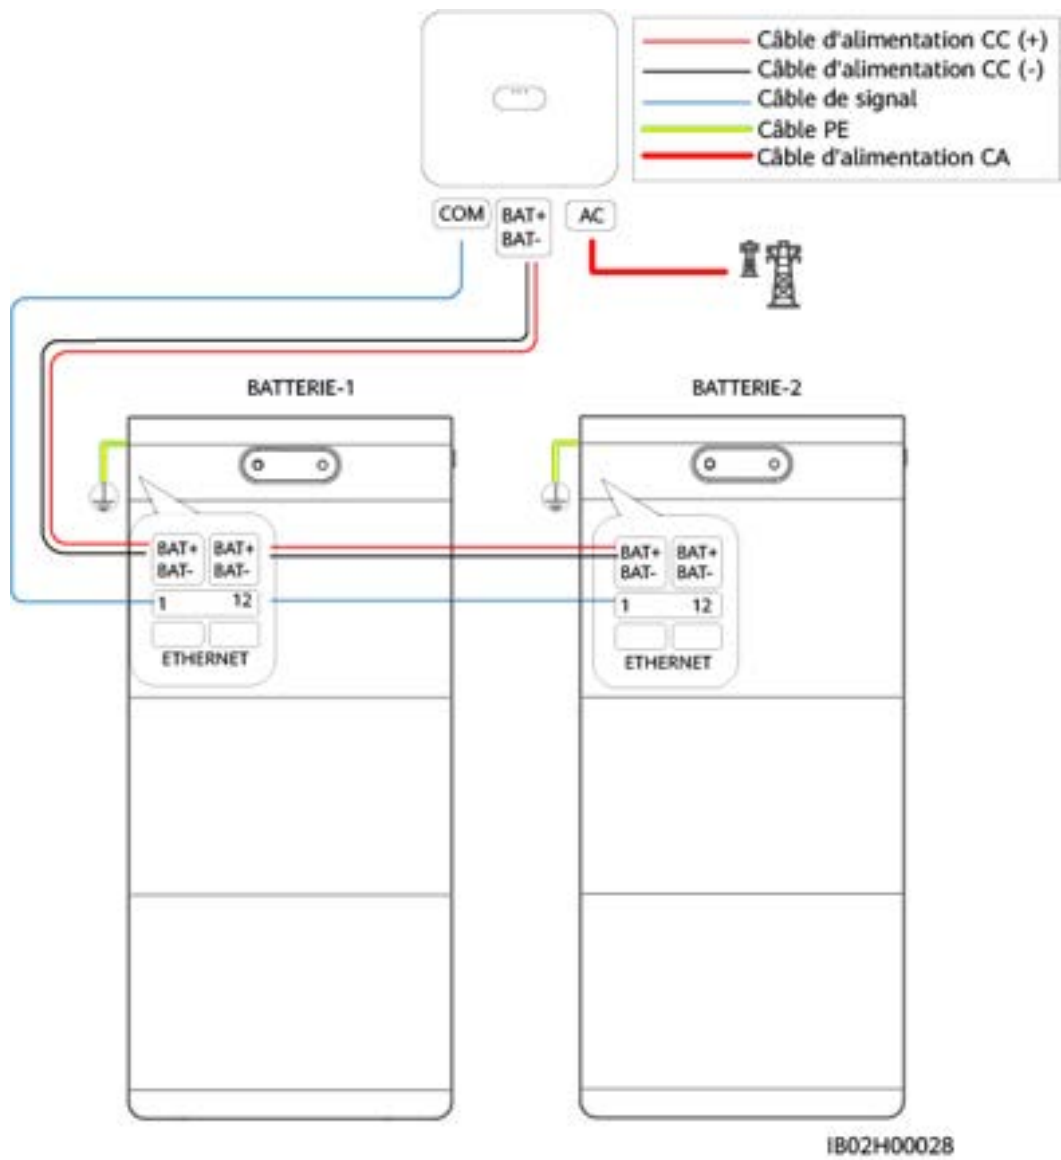 Câble d'alimentation CC (+)
Câble d'alimentation CC (-)
Câble de signal
Câble PE
Câble d'alimentation CA
COM
BAT+
BAT-
AC
BATTERIE-1
BATTERIE-2
BAT+ BAT+
BAT- BAT-
1 12
ETHERNET
BAT+ BAT+
BAT- BAT-
1 12
ETHERNET
IB02H00028